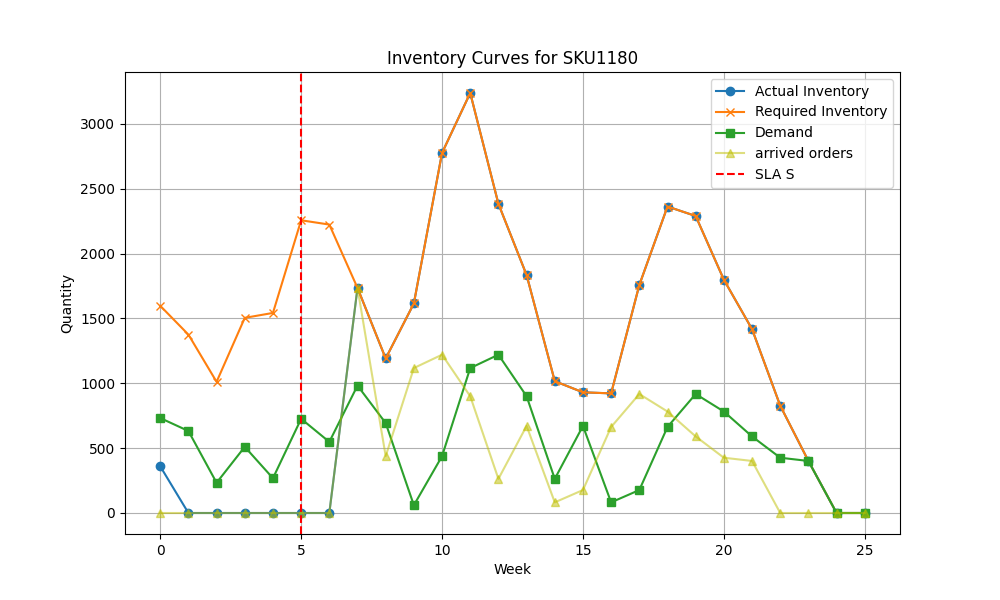 Inventory Curves for SKU1180
Actual Inventory
Required Inventory
Demand
arrived orders
SLA S
Quantity
3000
2500
2000
1500
1000
500
0
0 5 10 15 20 25
Week